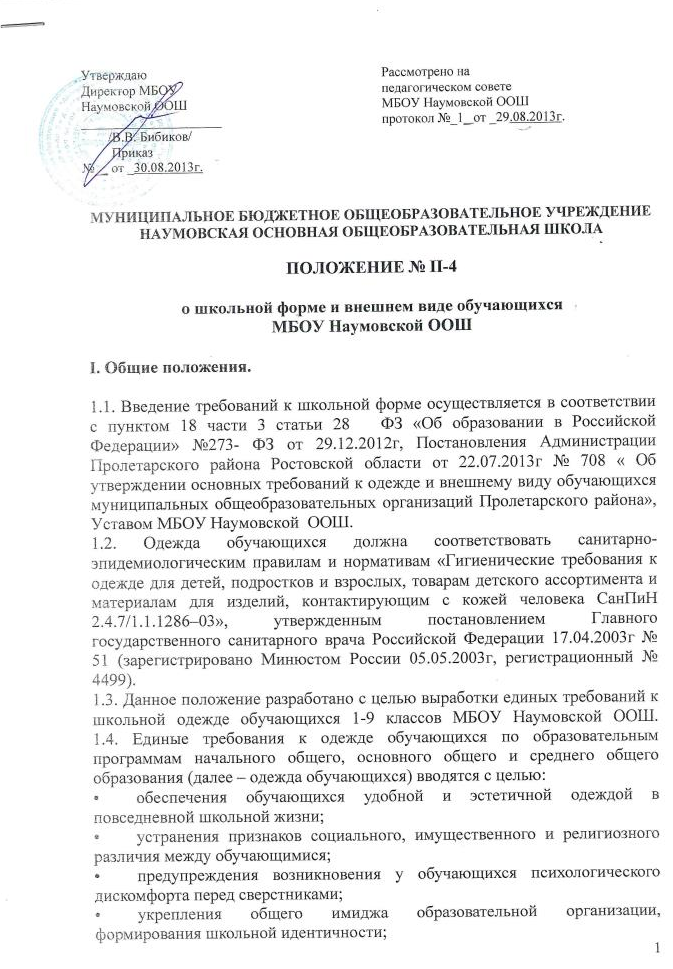 Утверждаю
Директор МБОУ
Наумовской ООШ
/В.В. Бибиков/
Приказ
№ __ от _30.08.2013г.
Рассмотрено на
педагогическом совете
МБОУ Наумовской ООШ
протокол №_1_ от _29.08.2013г.
МУНИЦИПАЛЬНОЕ БЮДЖЕТНОЕ ОБЩЕОБРАЗОВАТЕЛЬНОЕ УЧРЕЖДЕНИЕ
НАУМОВСКАЯ ОСНОВНАЯ ОБЩЕОБРАЗОВАТЕЛЬНАЯ ШКОЛА
ПОЛОЖЕНИЕ № П-4
о школьной форме и внешнем виде обучающихся
МБОУ Наумовской ООШ
I. Общие положения.
1.1. Введение требований к школьной форме осуществляется в соответствии
с пунктом 18 части 3 статьи 28 ФЗ «Об образовании в Российской
Федерации» №273- ФЗ от 29.12.2012г, Постановления Администрации
Пролетарского района Ростовской области от 22.07.2013г № 708 « Об
утверждении основных требований к одежде и внешнему виду обучающихся
муниципальных общеобразовательных организаций Пролетарского района»,
Уставом МБОУ Наумовской ООШ.
1.2. Одежда обучающихся должна соответствовать санитарно-
эпидемиологическим правилам и нормативам «Гигиенические требования к
одежде для детей, подростков и взрослых, товарам детского ассортимента и
материалам для изделий, контактирующим с кожей человека СанПиН
2.4.7/1.1.1286–03», утвержденным постановлением Главного
государственного санитарного врача Российской Федерации 17.04.2003г №
51 (зарегистрировано Минюстом России 05.05.2003г, регистрационный №
4499).
1.3. Данное положение разработано с целью выработки единых требований к
школьной одежде обучающихся 1-9 классов МБОУ Наумовской ООШ.
1.4. Единые требования к одежде обучающихся по образовательным
программам начального общего, основного общего и среднего общего
образования (далее – одежда обучающихся) вводятся с целью:
• обеспечения обучающихся удобной и эстетичной одеждой в
повседневной школьной жизни;
• устранения признаков социального, имущественного и религиозного
различия между обучающимися;
• предупреждения возникновения у обучающихся психологического
дискомфорта перед сверстниками;
• укрепления общего имиджа образовательной организации,
формирования школьной идентичности;
1